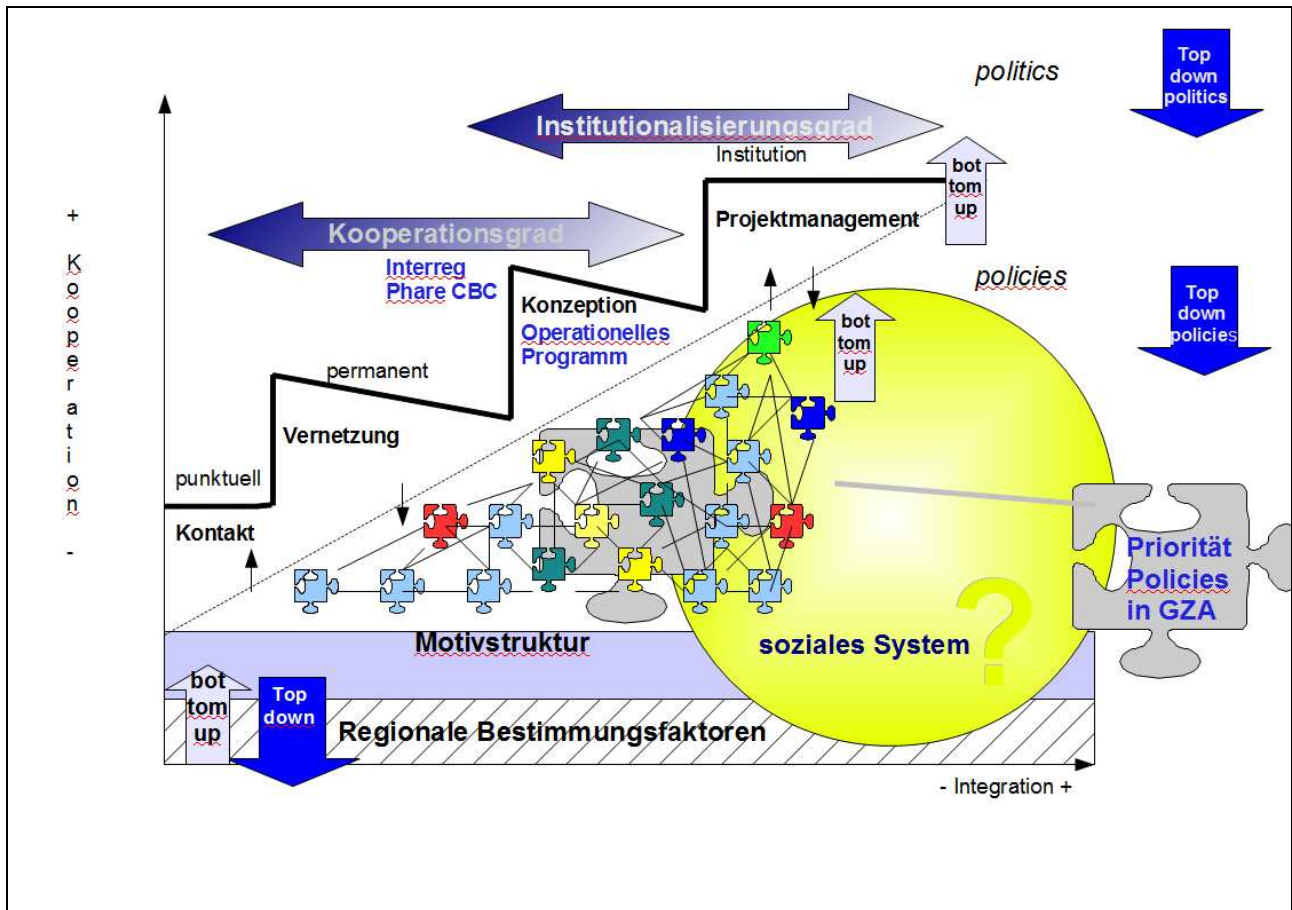 politics
Top
down
politics
Institutionalisierungsgrad
Institution
bot
tom
up
+ Kooperation -
Kooperationsgrad
Projektmanagement
Interreg
Phare CBC
policies
Konzeption
Operationelles
Programm
Top
down
policies
bot
tom
up
permanent
Vernetzung
punktuell
Kontakt
Priorität
Policies
in GZA
?
Motivstruktur
soziales System
bot
tom
up
Top
down
Regionale Bestimmungsfaktoren
- Integration +